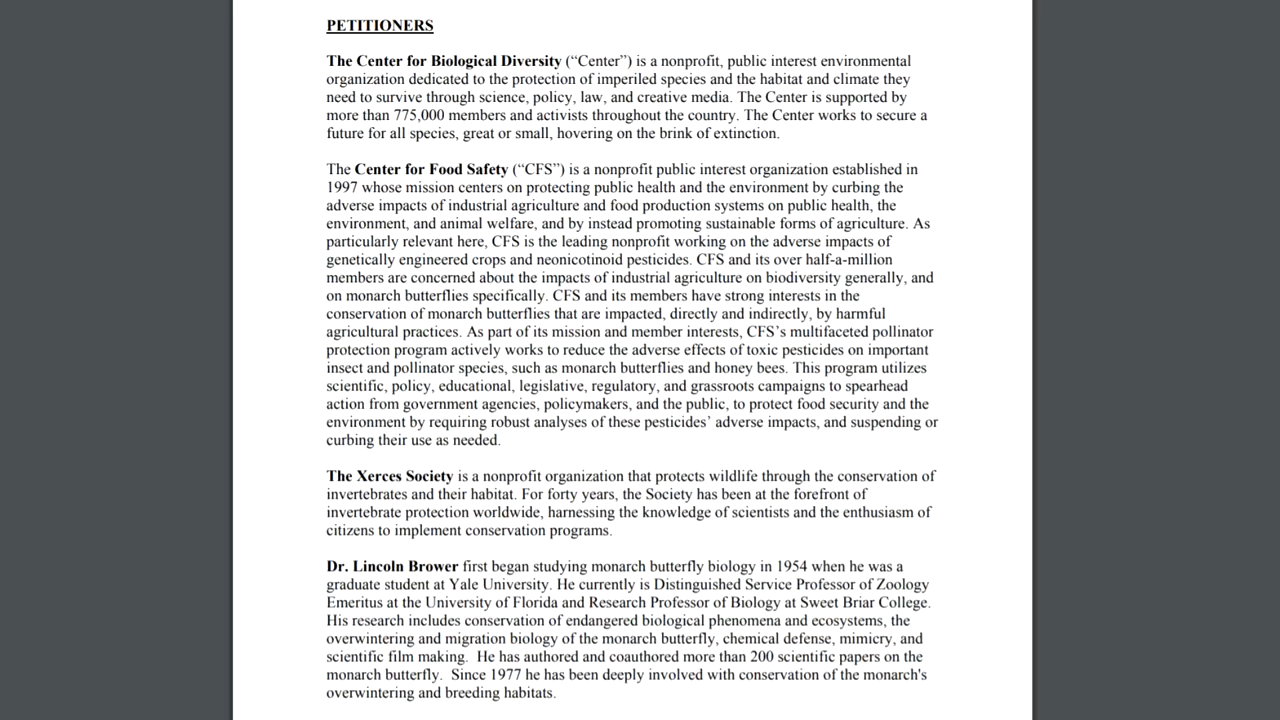 PETITIONERS
The Center for Biological Diversity (“Center”) is a nonprofit, public interest environmental
organization dedicated to the protection of imperiled species and the habitat and climate they
need to survive through science, policy, law, and creative media. The Center is supported by
more than 775,000 members and activists throughout the country. The Center works to secure a
future for all species, great or small, hovering on the brink of extinction.
The Center for Food Safety (“CFS”) is a nonprofit public interest organization established in
1997 whose mission centers on protecting public health and the environment by curbing the
adverse impacts of industrial agriculture and food production systems on public health, the
environment, and animal welfare, and by instead promoting sustainable forms of agriculture. As
particularly relevant here, CFS is the leading nonprofit working on the adverse impacts of
genetically engineered crops and neonicotinoid pesticides. CFS and its over half-a-million
members are concerned about the impacts of industrial agriculture on biodiversity generally, and
on monarch butterflies specifically. CFS and its members have strong interests in the
conservation of monarch butterflies that are impacted, directly and indirectly, by harmful
agricultural practices. As part of its mission and member interests, CFS’s multifaceted pollinator
protection program actively works to reduce the adverse effects of toxic pesticides on important
insect and pollinator species, such as monarch butterflies and honey bees. This program utilizes
scientific, policy, educational, legislative, regulatory, and grassroots campaigns to spearhead
action from government agencies, policymakers, and the public, to protect food security and the
environment by requiring robust analyses of these pesticides’ adverse impacts, and suspending or
curbing their use as needed.
The Xerces Society is a nonprofit organization that protects wildlife through the conservation of
invertebrates and their habitat. For forty years, the Society has been at the forefront of
invertebrate protection worldwide, harnessing the knowledge of scientists and the enthusiasm of
citizens to implement conservation programs.
Dr. Lincoln Brower first began studying monarch butterfly biology in 1954 when he was a
graduate student at Yale University. He currently is Distinguished Service Professor of Zoology
Emeritus at the University of Florida and Research Professor of Biology at Sweet Briar College.
His research includes conservation of endangered biological phenomena and ecosystems, the
overwintering and migration biology of the monarch butterfly, chemical defense, mimicry, and
scientific film making.  He has authored and coauthored more than 200 scientific papers on the
monarch butterfly.  Since 1977 he has been deeply involved with conservation of the monarch's
overwintering and breeding habitats.